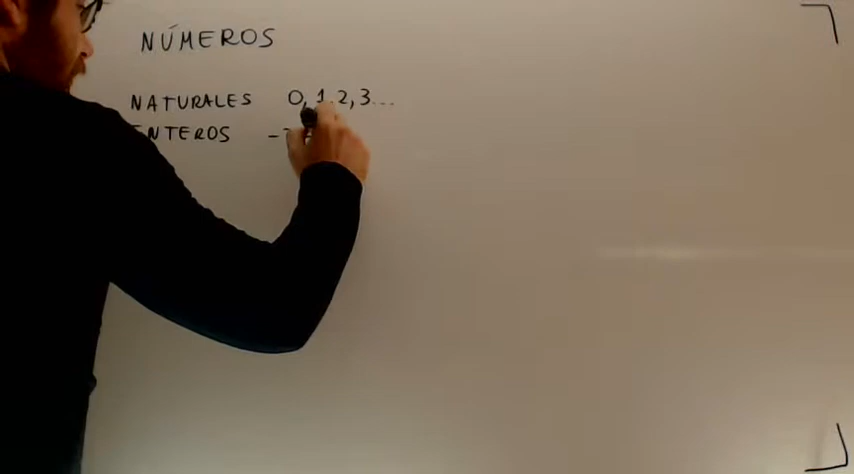 NÚMEROS
NATURALES 0, 1, 2, 3...
ENTEROS